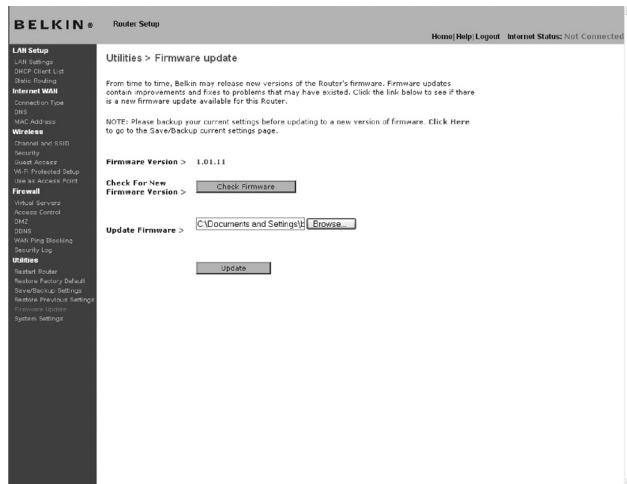 BELKIN®
Router Setup
Home|Help|Logout Internet Status: Not Connected
LAN Setup
LAN Settings
DHCP Client List
Static Routing
Internet WAN
Connection Type
DNS
MAC Address
Wireless
Channel and SSID
Security
Guest Access
Wi-Fi Protected Setup
Use as Access Point
Firewall
Virtual Servers
Access Control
DMZ
DDNS
WAN Ping Blocking
Security Log
Utilities
Restart Router
Restore Factory Default
Save/Backup Settings
Restore Previous Settings
Firmware Update
System Settings
Utilities > Firmware update
From time to time, Belkin may release new versions of the Router's firmware. Firmware updates
contain improvements and fixes to problems that may have existed. Click the link below to see if there
is a new firmware update available for this Router.
NOTE: Please backup your current settings before updating to a new version of firmware. Click Here
to go to the Save/Backup current settings page.
Firmware Version > 1.01.11
Check For New
Firmware Version > Check Firmware
Update Firmware > C:\Documents and Settings\t Browse...
Update